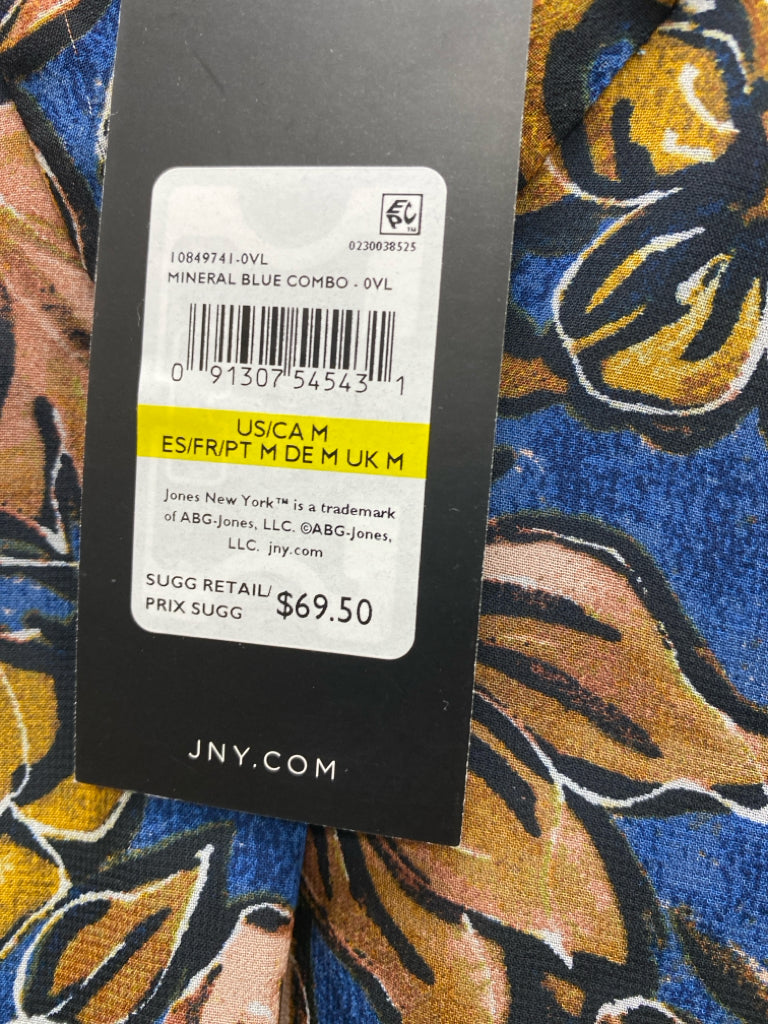 EPC™
0230038525
10849741-0VL
MINERAL BLUE COMBO - 0VL
0 91307 54543 1
US/CA M
ES/FR/PT M DE M UK M
Jones New York™ is a trademark
of ABG-Jones, LLC. ©ABG-Jones,
LLC. jny.com
SUGG RETAIL/
PRIX SUGG $69.50
JNY.COM